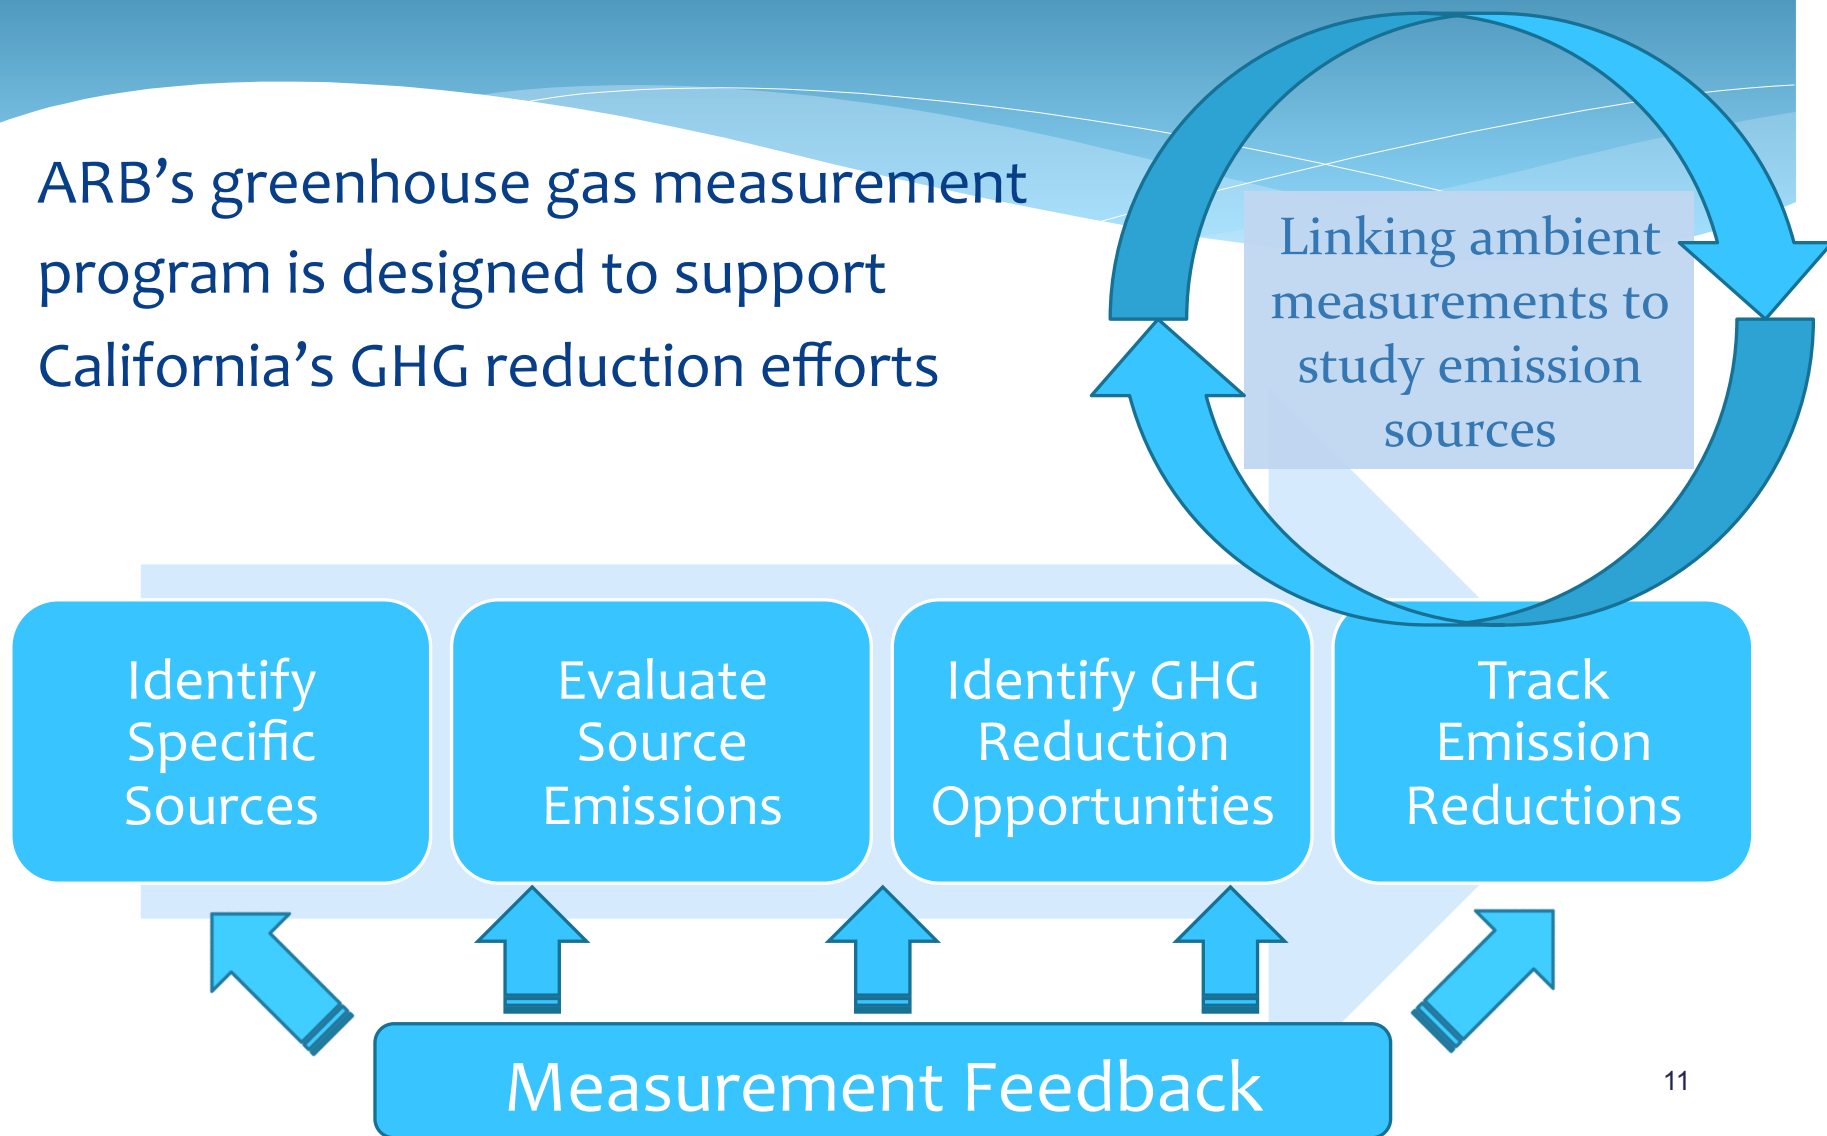 ARB’s greenhouse gas measurement
program is designed to support
California’s GHG reduction efforts
Linking ambient
measurements to
study emission
sources
Identify
Specific
Sources
Evaluate
Source
Emissions
Identify GHG
Reduction
Opportunities
Track
Emission
Reductions
Measurement Feedback
11